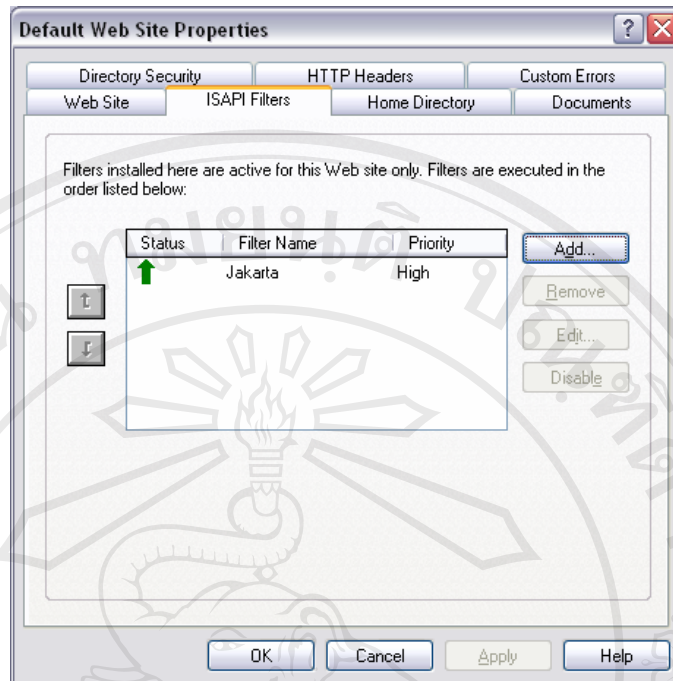 Default Web Site Properties
Directory Security HTTP Headers Custom Errors
Web Site ISAPI Filters Home Directory Documents
Filters installed here are active for this Web site only. Filters are executed in the
order listed below:
Status Filter Name Priority
Jakarta High
Add...
Remove
Edit...
Disable
OK Cancel Apply Help